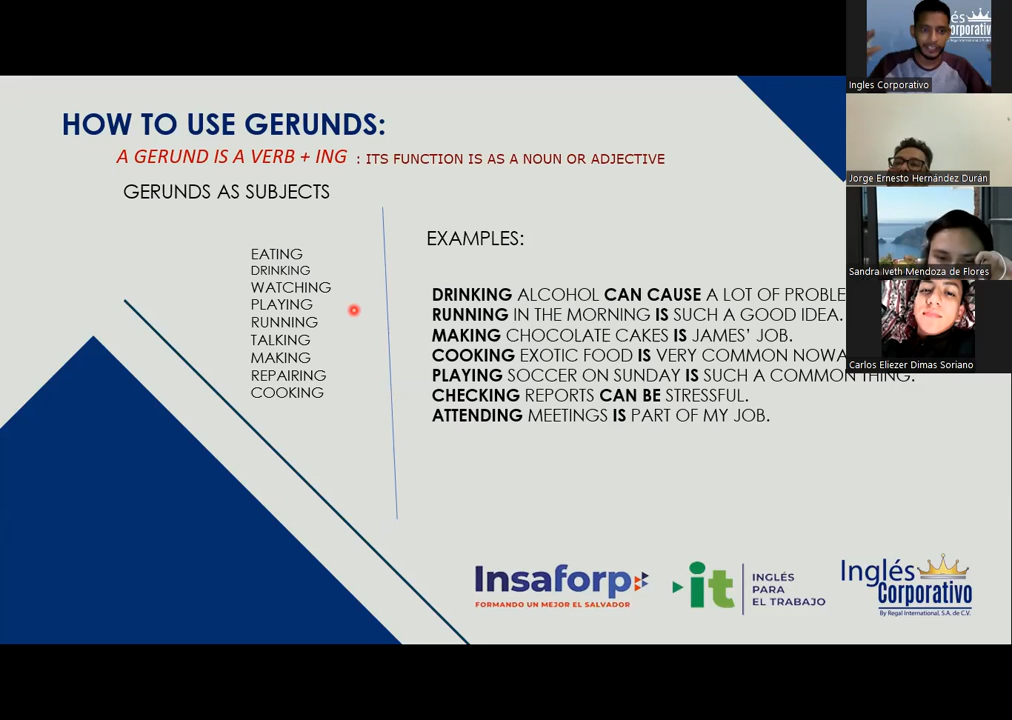 HOW TO USE GERUNDS:
A GERUND IS A VERB + ING : ITS FUNCTION IS AS A NOUN OR ADJECTIVE
GERUNDS AS SUBJECTS
EATING
DRINKING
WATCHING
PLAYING
RUNNING
TALKING
MAKING
REPAIRING
COOKING
EXAMPLES:
DRINKING ALCOHOL CAN CAUSE A LOT OF PROBLE
RUNNING IN THE MORNING IS SUCH A GOOD IDEA.
MAKING CHOCOLATE CAKES IS JAMES' JOB.
COOKING EXOTIC FOOD IS VERY COMMON NOWA
PLAYING SOCCER ON SUNDAY IS SUCH A COMMON THING.
CHECKING REPORTS CAN BE STRESSFUL.
ATTENDING MEETINGS IS PART OF MY JOB.
Insaforp
FORMANDO UN MEJOR EL SALVADOR
it
INGLÉS
PARA
EL TRABAJO
Inglés
Corporativo
By Regal International, S.A. de C.V.
Ingles Corporativo
Jorge Ernesto Hernández Durán
Sandra Iveth Mendoza de Flores
Carlos Eliezer Dimas Soriano